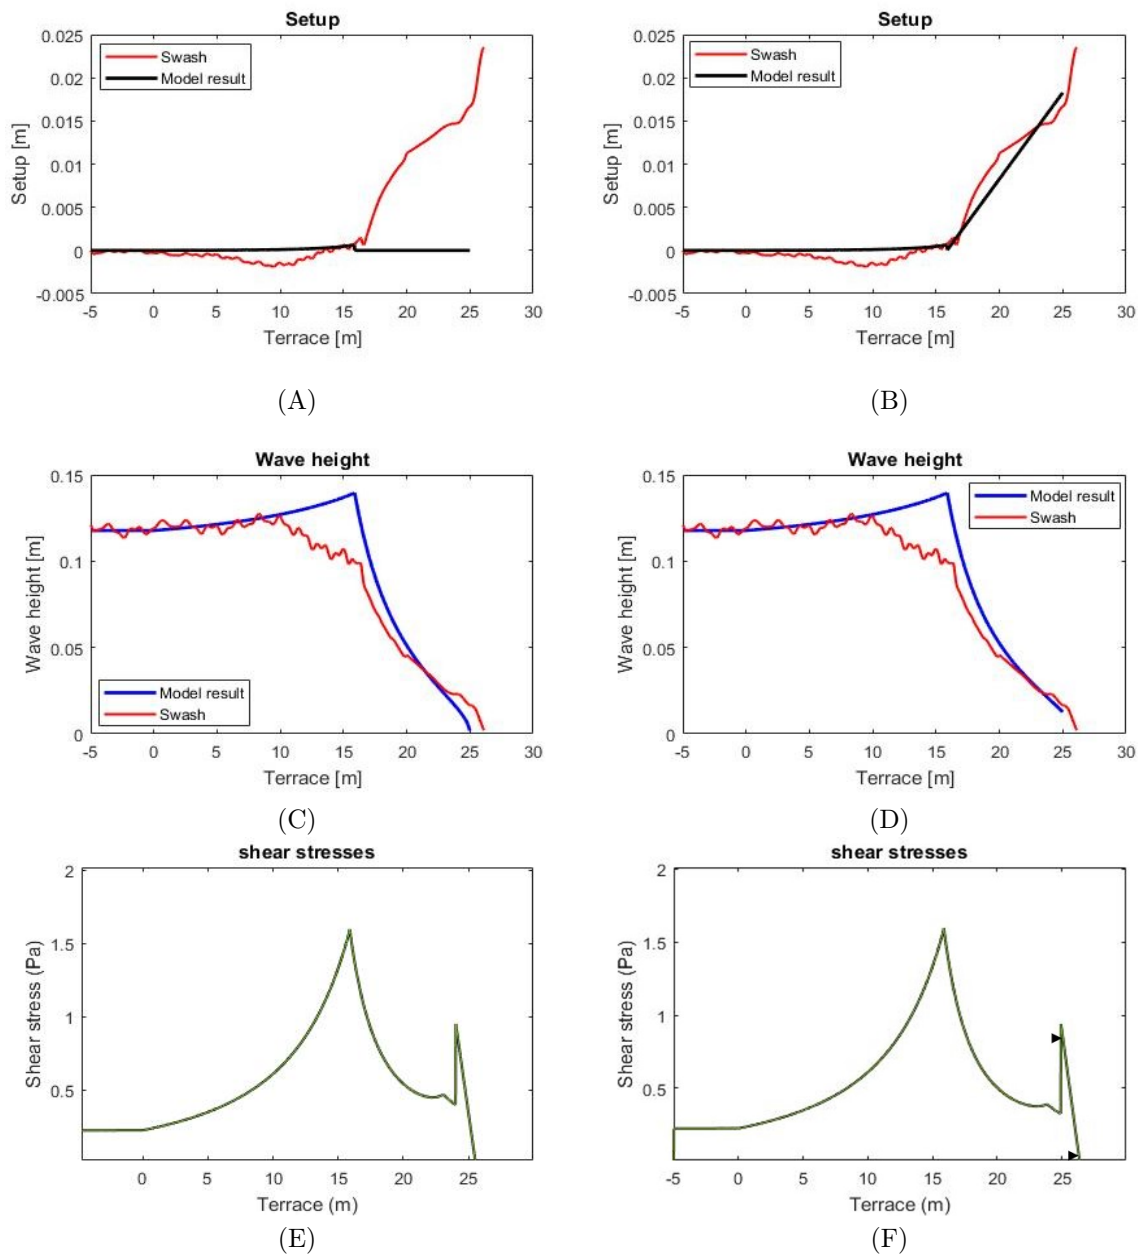 Setup
Setup
0.025
0.02
0.015
0.01
0.005
0
-0.005
Setup [m]
Swash
Model result
-5 0 5 10 15 20 25 30
Terrace [m]
0.025
0.02
0.015
0.01
0.005
0
-0.005
Setup [m]
Swash
Model result
-5 0 5 10 15 20 25 30
Terrace [m]
(A)
(B)
Wave height
Wave height
0.15
0.1
0.05
0
Wave height [m]
Model result
Swash
-5 0 5 10 15 20 25 30
Terrace [m]
0.15
0.1
0.05
0
Wave height [m]
Model result
Swash
-5 0 5 10 15 20 25 30
Terrace [m]
(C)
(D)
shear stresses
shear stresses
2
1.5
1
0.5
Shear stress (Pa)
0 5 10 15 20 25
Terrace (m)
2
1.5
1
0.5
Shear stress (Pa)
-5 0 5 10 15 20 25
Terrace (m)
(E)
(F)